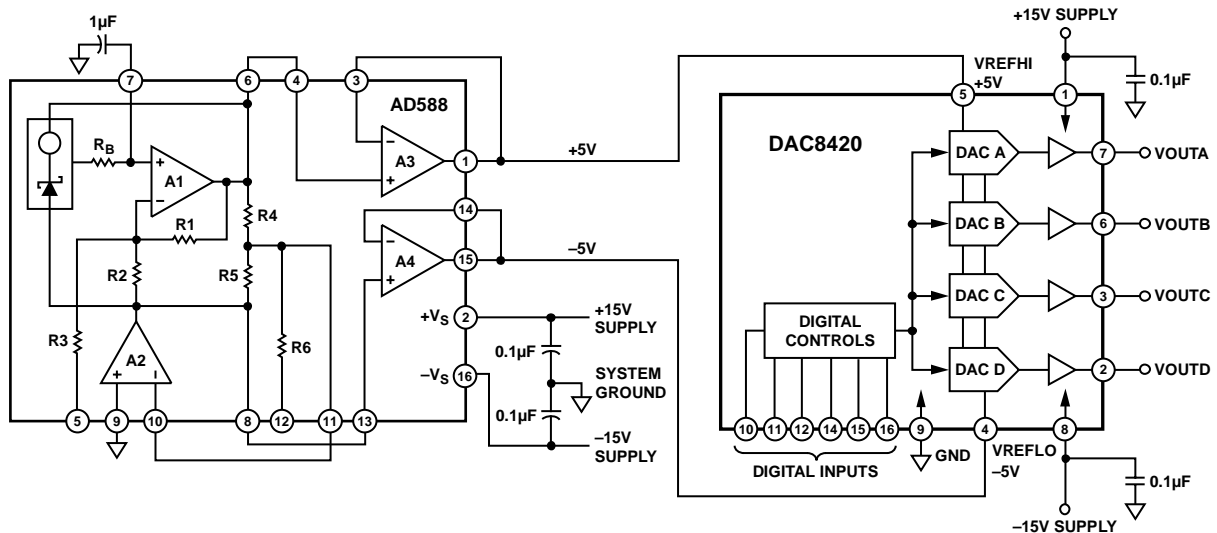 1µF
7
6
4
3
AD588
RB
+
A1
–
R1
R4
R2
R5
R3
R6
A2
+
–
–
A3
+
1
+5V
14
–
A4
+
15
–5V
+VS
2
+15V
SUPPLY
0.1µF
SYSTEM
GROUND
–VS
16
0.1µF
–15V
SUPPLY
5
9
10
8
12
11
13
+15V SUPPLY
VREFHI
+5V
0.1µF
5
1
DAC8420
DAC A
7
VOUTA
DAC B
6
VOUTB
DAC C
3
VOUTC
DAC D
2
VOUTD
DIGITAL
CONTROLS
10
11
12
14
15
16
9
4
8
DIGITAL INPUTS
GND
VREFLO
–5V
0.1µF
–15V SUPPLY